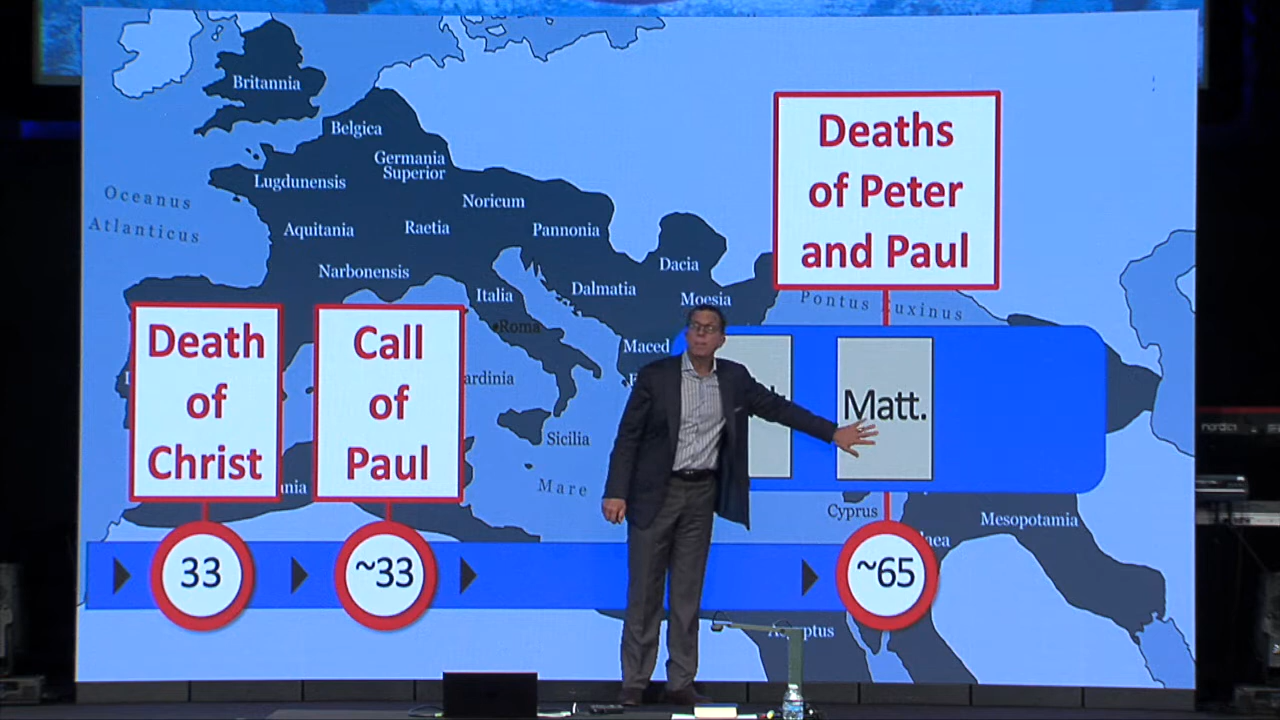 Britannia
Belgica
Germania
Superior
Lugdunensis
Noricum
Oceanus
Atlanticus
Aquitania
Raetia
Pannonia
Narbonensis
Dacia
Italia
Dalmatia
Moesia
Roma
Maced
Sicilia
Mare
Pontus
Cyprus
Mesopotamia
Deaths
of Peter
and Paul
Death
of
Christ
Call
of
Paul
Matt.
33
~33
~65